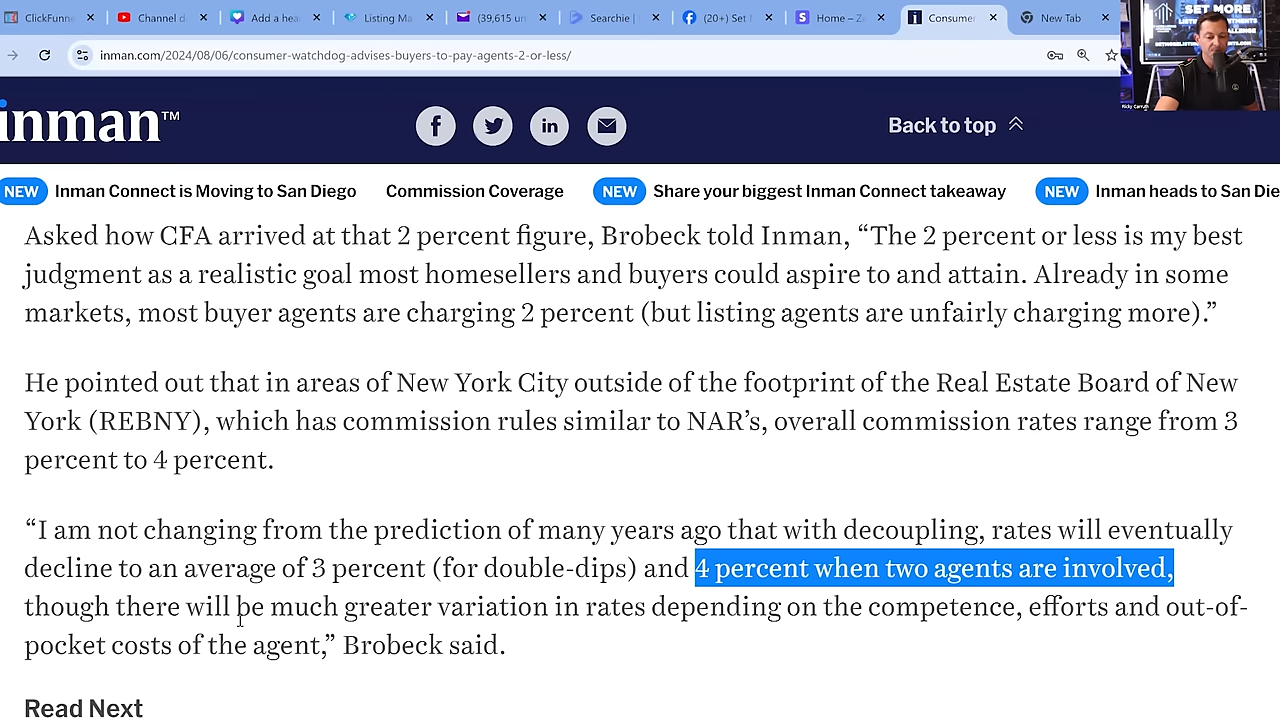 ClickFunne
Channel d
Add a hea
Listing Ma
(39,615 un
Searchie |
(20+) Set
Home – Z
Consumer
New Tab
inman.com/2024/08/06/consumer-watchdog-advises-buyers-to-pay-agents-2-or-less/
SET MORE
Ricky Carruth
inman™
Back to top
NEW Inman Connect is Moving to San Diego Commission Coverage NEW Share your biggest Inman Connect takeaway NEW Inman heads to San Die
Asked how CFA arrived at that 2 percent figure, Brobeck told Inman, “The 2 percent or less is my best
judgment as a realistic goal most homesellers and buyers could aspire to and attain. Already in some
markets, most buyer agents are charging 2 percent (but listing agents are unfairly charging more).”
He pointed out that in areas of New York City outside of the footprint of the Real Estate Board of New
York (REBNY), which has commission rules similar to NAR’s, overall commission rates range from 3
percent to 4 percent.
“I am not changing from the prediction of many years ago that with decoupling, rates will eventually
decline to an average of 3 percent (for double-dips) and 4 percent when two agents are involved,
though there will be much greater variation in rates depending on the competence, efforts and out-of-
pocket costs of the agent,” Brobeck said.
Read Next